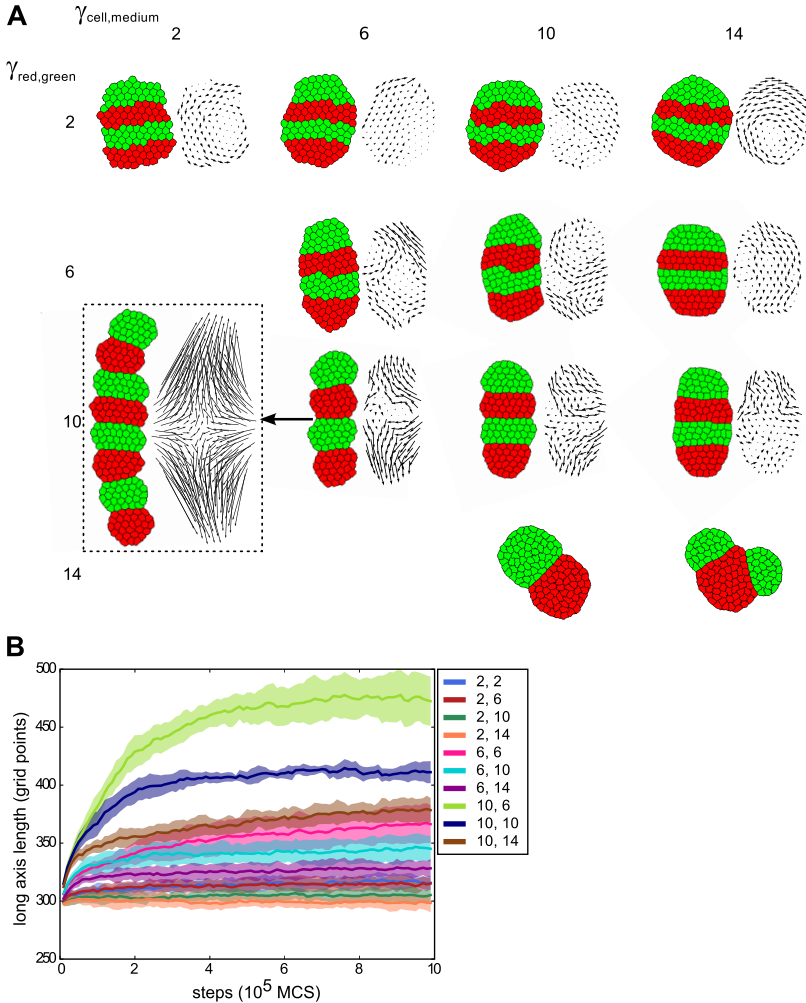 A
γcell,medium
2 6 10 14
γred,green
2
6
10
14
B
long axis length (grid points)
500
450
400
350
300
250
0 2 4 6 8 10
steps (10⁵ MCS)
2, 2
2, 6
2, 10
2, 14
6, 6
6, 10
6, 14
10, 6
10, 10
10, 14